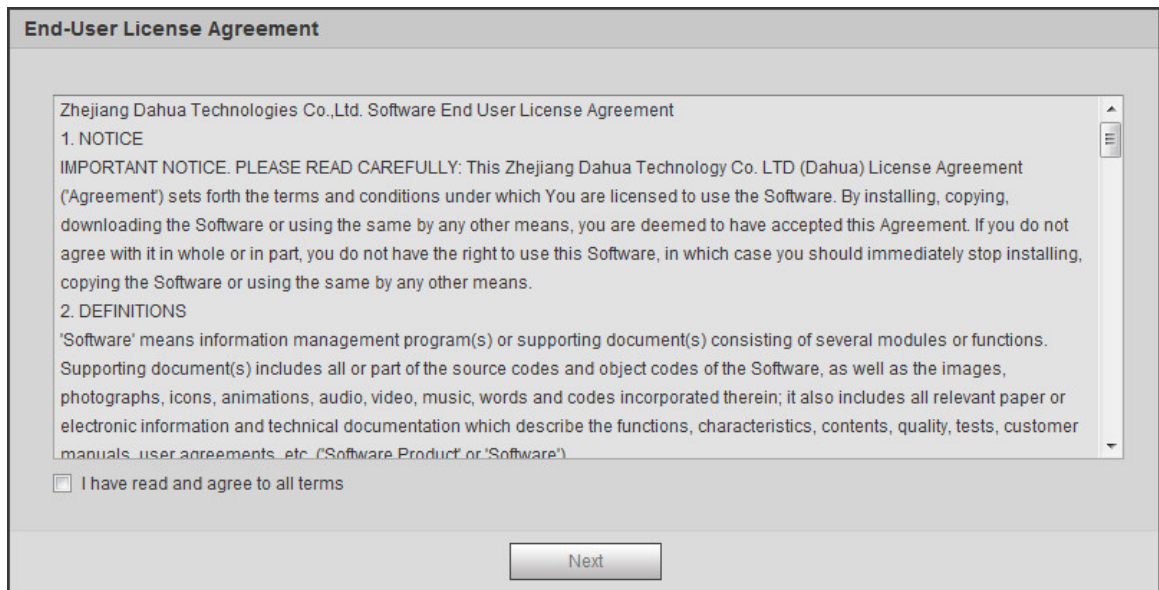 End-User License Agreement
Zhejiang Dahua Technologies Co.,Ltd. Software End User License Agreement
1. NOTICE
IMPORTANT NOTICE. PLEASE READ CAREFULLY: This Zhejiang Dahua Technology Co. LTD (Dahua) License Agreement
('Agreement') sets forth the terms and conditions under which You are licensed to use the Software. By installing, copying,
downloading the Software or using the same by any other means, you are deemed to have accepted this Agreement. If you do not
agree with it in whole or in part, you do not have the right to use this Software, in which case you should immediately stop installing,
copying the Software or using the same by any other means.
2. DEFINITIONS
'Software' means information management program(s) or supporting document(s) consisting of several modules or functions.
Supporting document(s) includes all or part of the source codes and object codes of the Software, as well as the images,
photographs, icons, animations, audio, video, music, words and codes incorporated therein; it also includes all relevant paper or
electronic information and technical documentation which describe the functions, characteristics, contents, quality, tests, customer
manuals, user agreements, etc. ('Software Product' or 'Software')
I have read and agree to all terms
Next